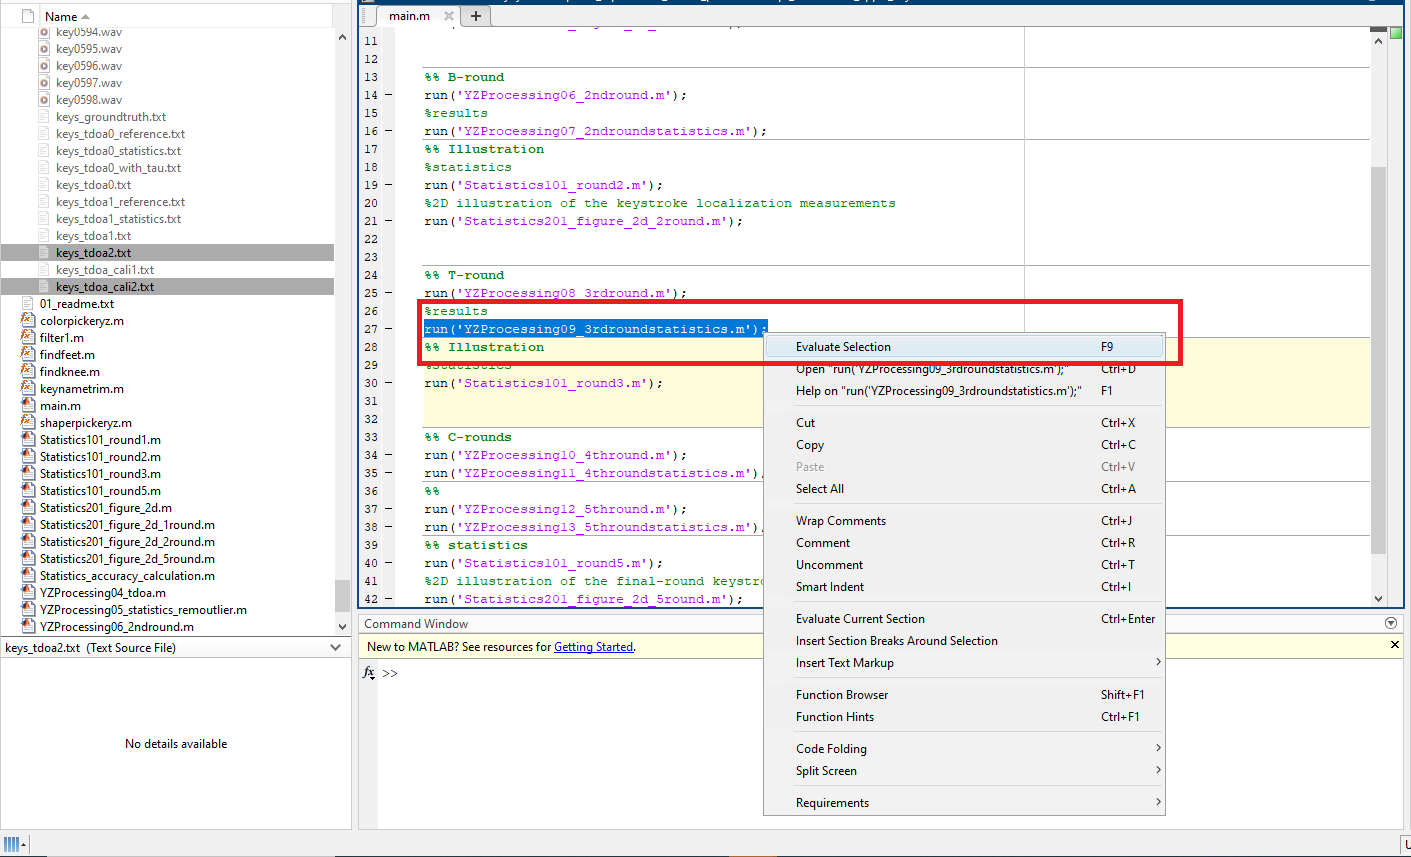 Name
key0594.wav
key0595.wav
key0596.wav
key0597.wav
key0598.wav
keys_groundtruth.txt
keys_tdoa0_reference.txt
keys_tdoa0_statistics.txt
keys_tdoa0_with_tau.txt
keys_tdoa0.txt
keys_tdoa1_reference.txt
keys_tdoa1_statistics.txt
keys_tdoa1.txt
keys_tdoa2.txt
keys_tdoa_cali1.txt
keys_tdoa_cali2.txt
01_readme.txt
colorpickeryz.m
filter1.m
findfeet.m
findknee.m
keynametrim.m
main.m
shaperpickeryz.m
Statistics101_round1.m
Statistics101_round2.m
Statistics101_round3.m
Statistics101_round5.m
Statistics201_figure_2d.m
Statistics201_figure_2d_1round.m
Statistics201_figure_2d_2round.m
Statistics201_figure_2d_5round.m
Statistics_accuracy_calculation.m
YZProcessing04_tdoa.m
YZProcessing05_statistics_remoutlier.m
YZProcessing06_2ndround.m
keys_tdoa2.txt (Text Source File)
No details available
main.m
11
12
13 %% B-round
14 – run('YZProcessing06_2ndround.m');
15 %results
16 – run('YZProcessing07_2ndroundstatistics.m');
17 %% Illustration
18 %statistics
19 – run('Statistics101_round2.m');
20 %2D illustration of the keystroke localization measurements
21 – run('Statistics201_figure_2d_2round.m');
22
23
24 %% T-round
25 – run('YZProcessing08_3rdround.m');
26 %results
27 – run('YZProcessing09_3rdroundstatistics.m');
28 %% Illustration
29 %statistics
30 – run('Statistics101_round3.m');
31
32
33 %% C-rounds
34 – run('YZProcessing10_4thround.m');
35 – run('YZProcessing11_4throundstatistics.m')
36 %%
37 – run('YZProcessing12_5thround.m');
38 – run('YZProcessing13_5throundstatistics.m')
39 %% statistics
40 – run('Statistics101_round5.m');
41 %2D illustration of the final-round keystro
42 – run('Statistics201_figure_2d_5round.m');
Evaluate Selection F9
Open "run('YZProcessing09_3rdroundstatistics.m');" Ctrl+D
Help on "run('YZProcessing09_3rdroundstatistics.m');" F1
Cut Ctrl+X
Copy Ctrl+C
Paste Ctrl+V
Select All Ctrl+A
Wrap Comments Ctrl+J
Comment Ctrl+R
Uncomment Ctrl+T
Smart Indent Ctrl+I
Evaluate Current Section Ctrl+Enter
Insert Section Breaks Around Selection
Insert Text Markup
Function Browser Shift+F1
Function Hints Ctrl+F1
Code Folding
Split Screen
Requirements
Command Window
New to MATLAB? See resources for Getting Started.
fx >>